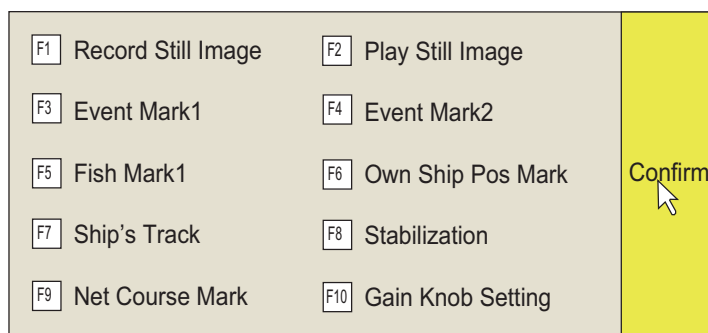 F1 Record Still Image F2 Play Still Image
F3 Event Mark1 F4 Event Mark2
F5 Fish Mark1 F6 Own Ship Pos Mark Confirm
F7 Ship's Track F8 Stabilization
F9 Net Course Mark F10 Gain Knob Setting